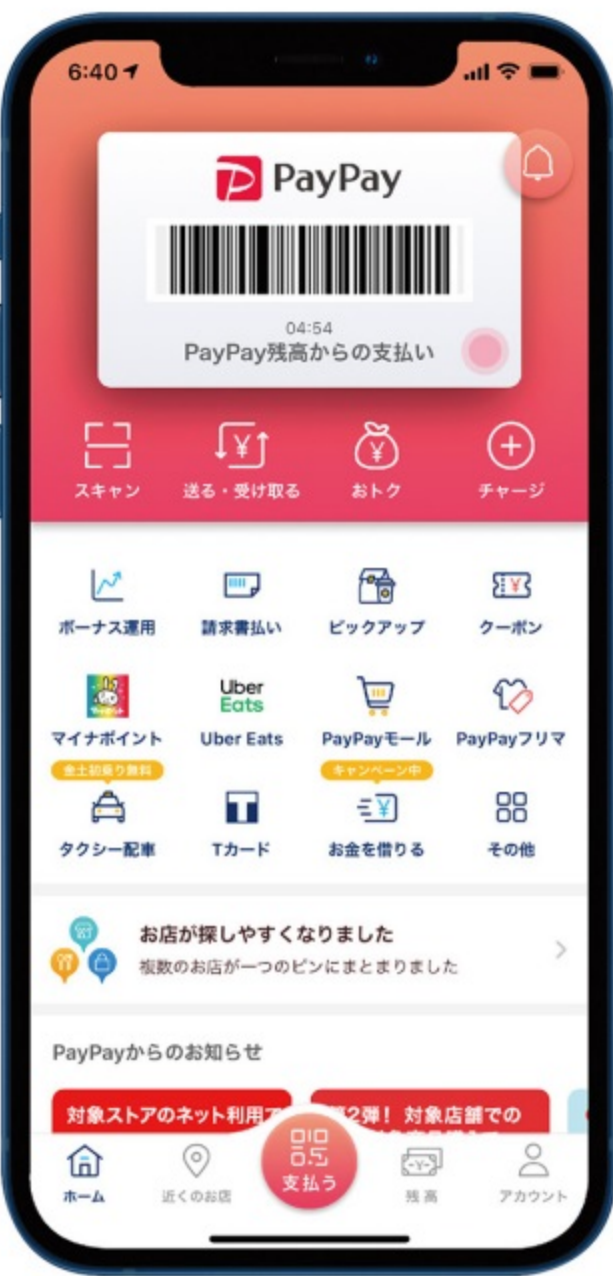 6:40
PayPay
04:54
PayPay残高からの支払い
スキャン 送る・受け取る おトク チャージ
ボーナス運用 請求書払い ピックアップ クーポン
Uber
Eats
マイナポイント Uber Eats PayPayモール PayPayフリマ
金土初乗り無料 キャンペーン中
タクシー配車 Tカード お金を借りる その他
お店が探しやすくなりました
複数のお店が一つのピンにまとまりました
PayPayからのお知らせ
対象ストアのネット利用で 第2弾! 対象店舗での
ホーム 近くのお店 支払う 残高 アカウント